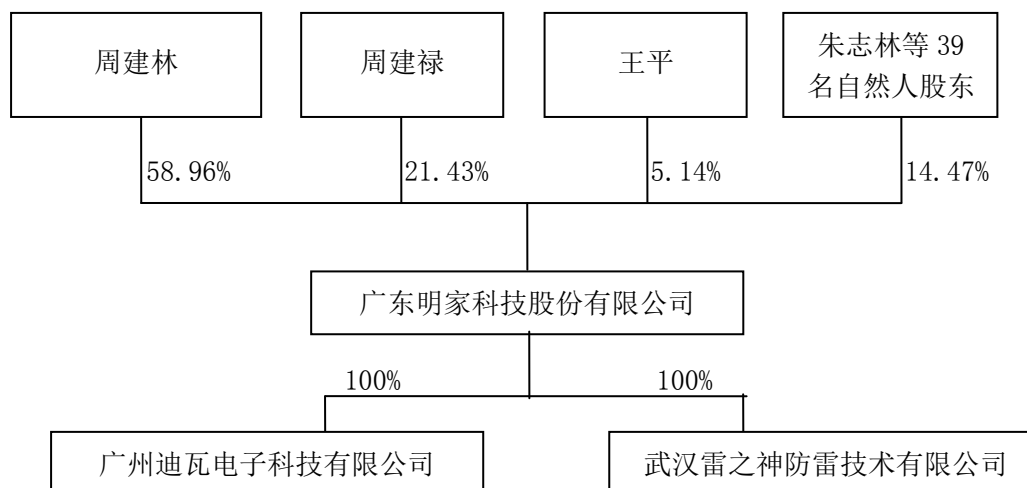 周建林
周建禄
王平
朱志林等 39
名自然人股东
58.96%
21.43%
5.14%
14.47%
广东明家科技股份有限公司
100%
100%
广州迪瓦电子科技有限公司
武汉雷之神防雷技术有限公司